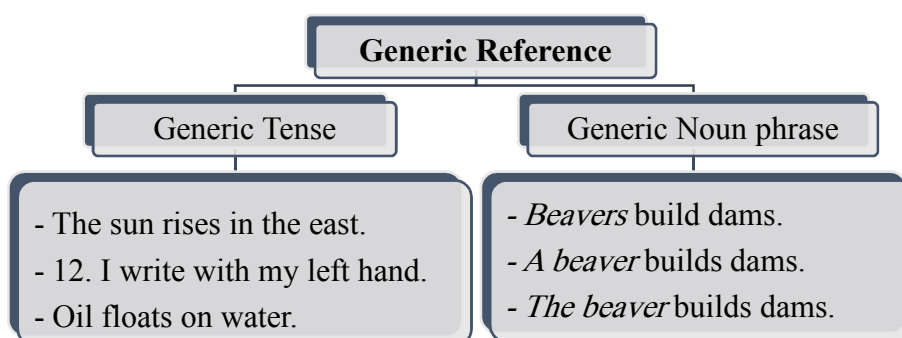 Generic Reference
Generic Tense
Generic Noun phrase
- The sun rises in the east.
- 12. I write with my left hand.
- Oil floats on water.
- Beavers build dams.
- A beaver builds dams.
- The beaver builds dams.